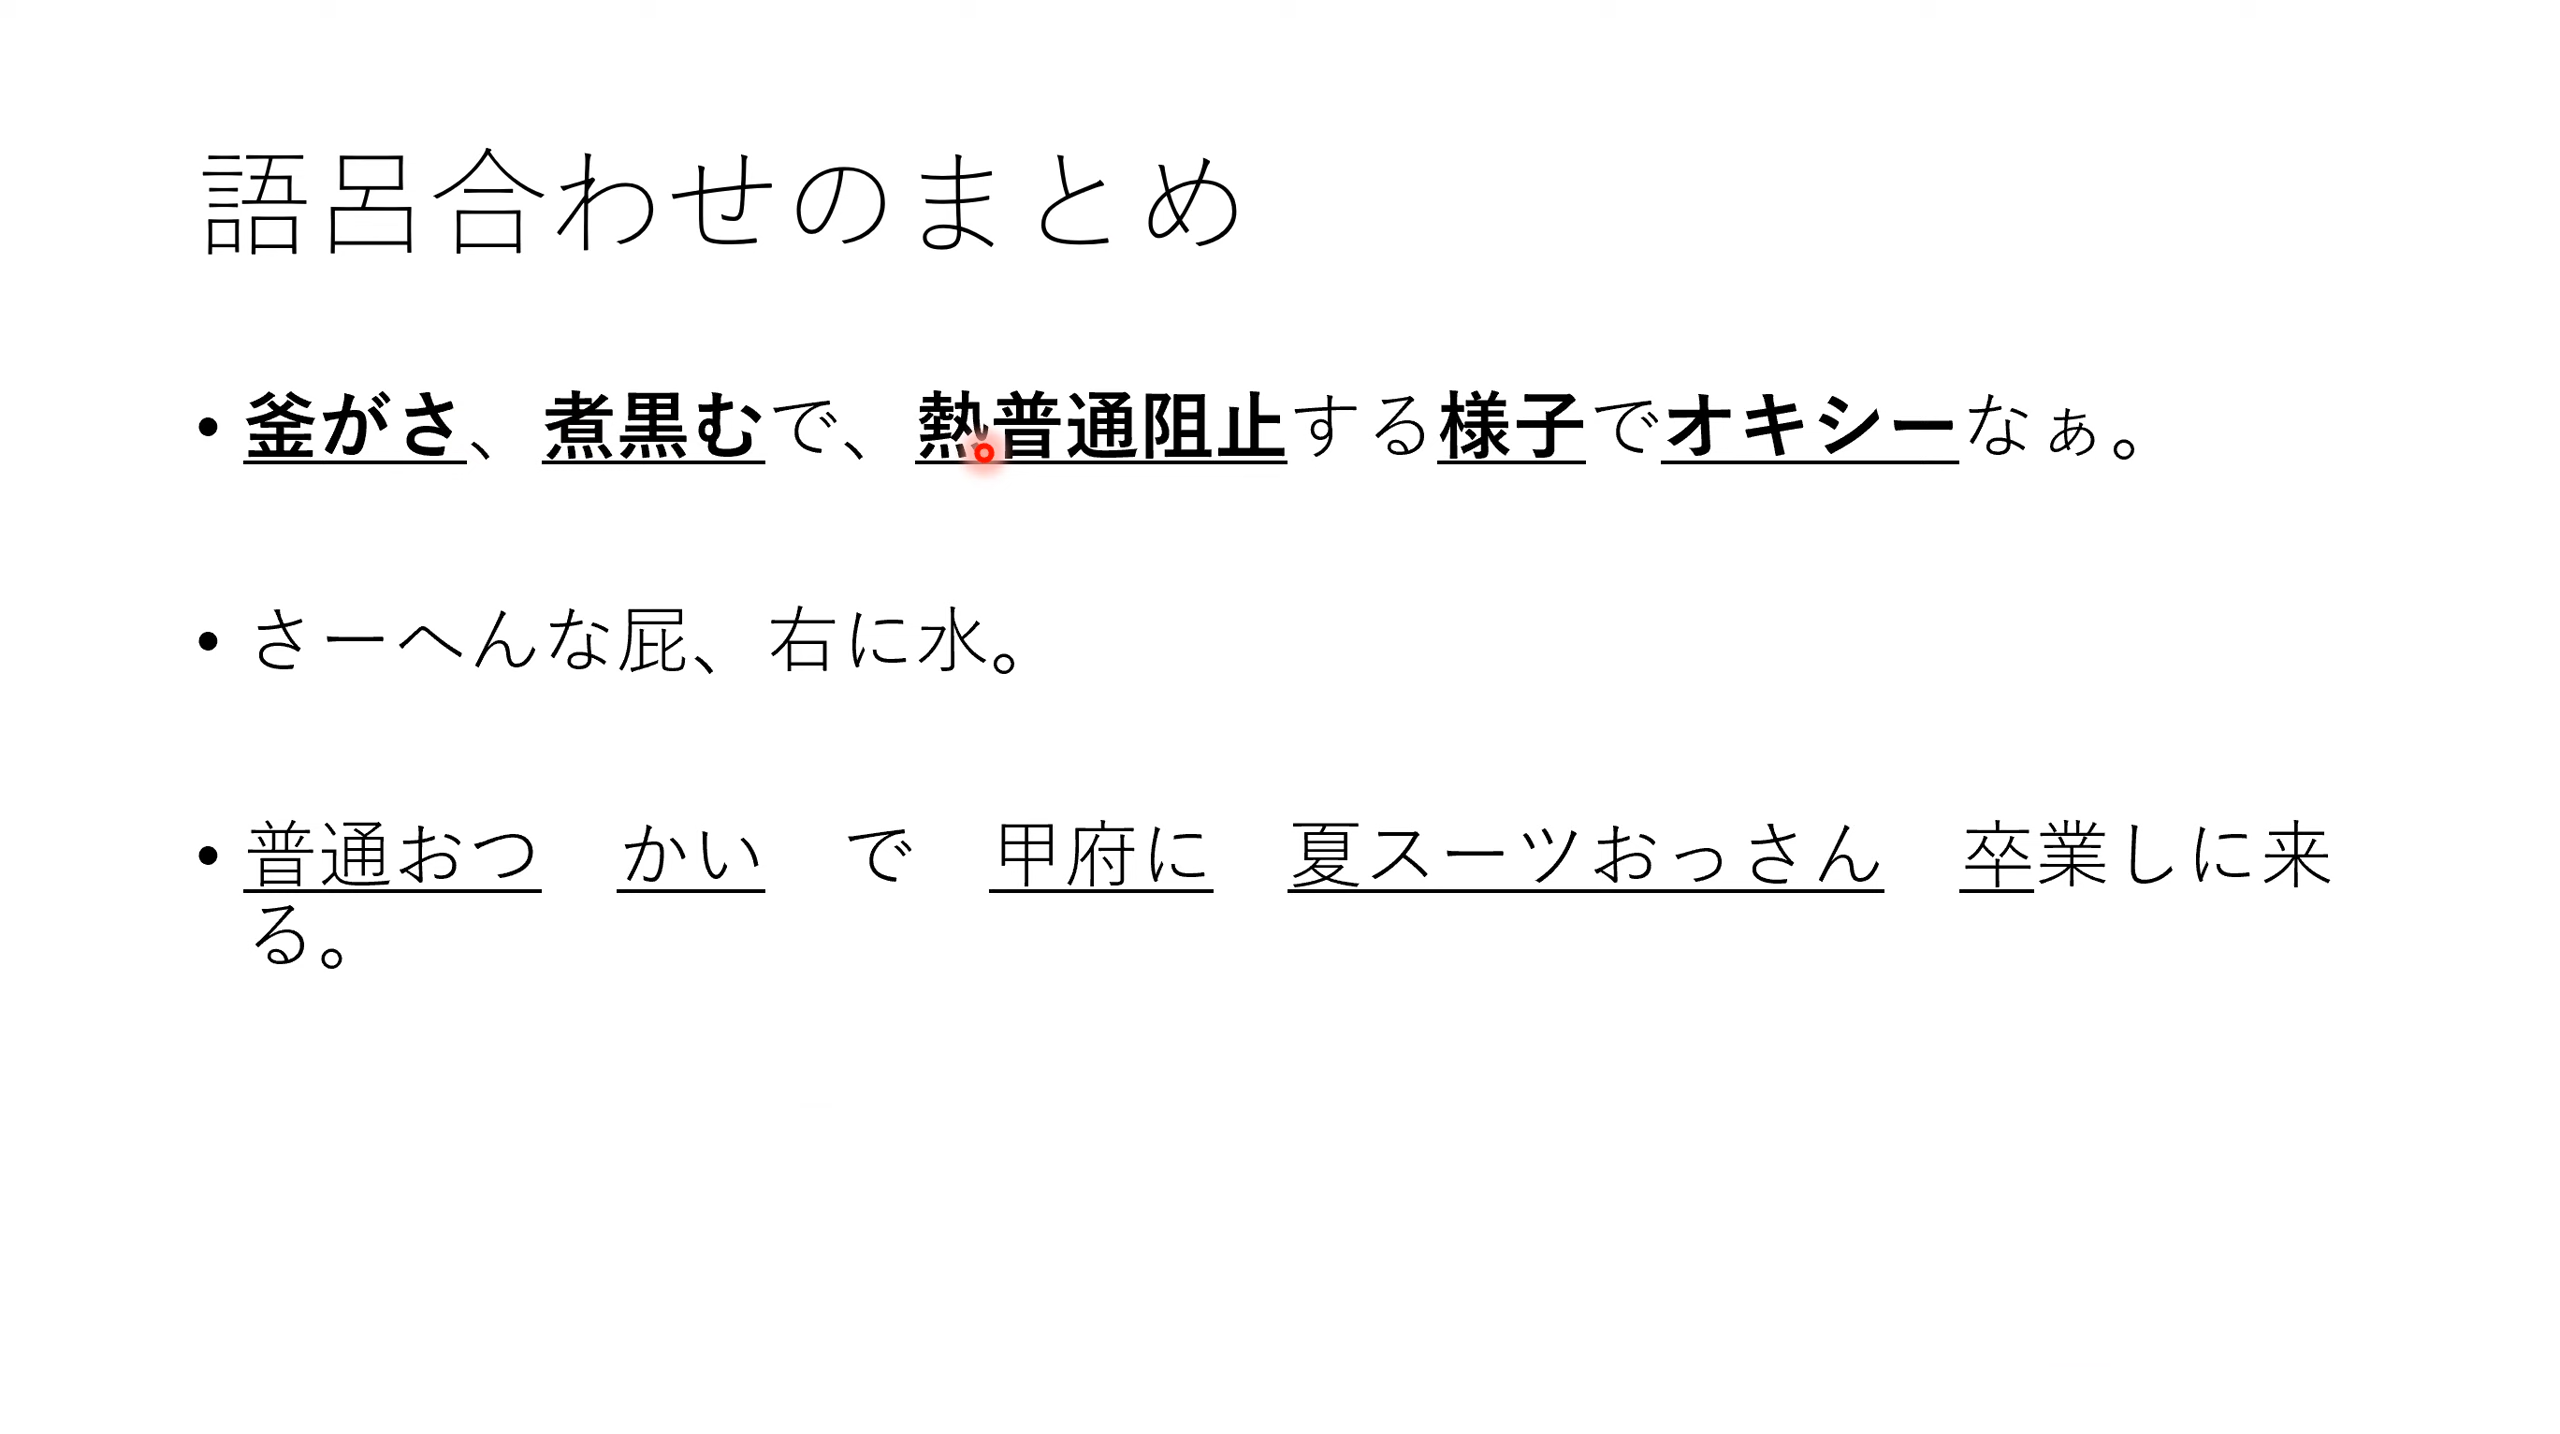 語呂合わせのまとめ
• 釜がさ、煮黒むで、熱普通阻止する様子でオキシーなぁ。
• さーへんな屁、右に水。
• 普通おつ　かい　で　甲府に　夏スーツおっさん　卒業しに来
る。